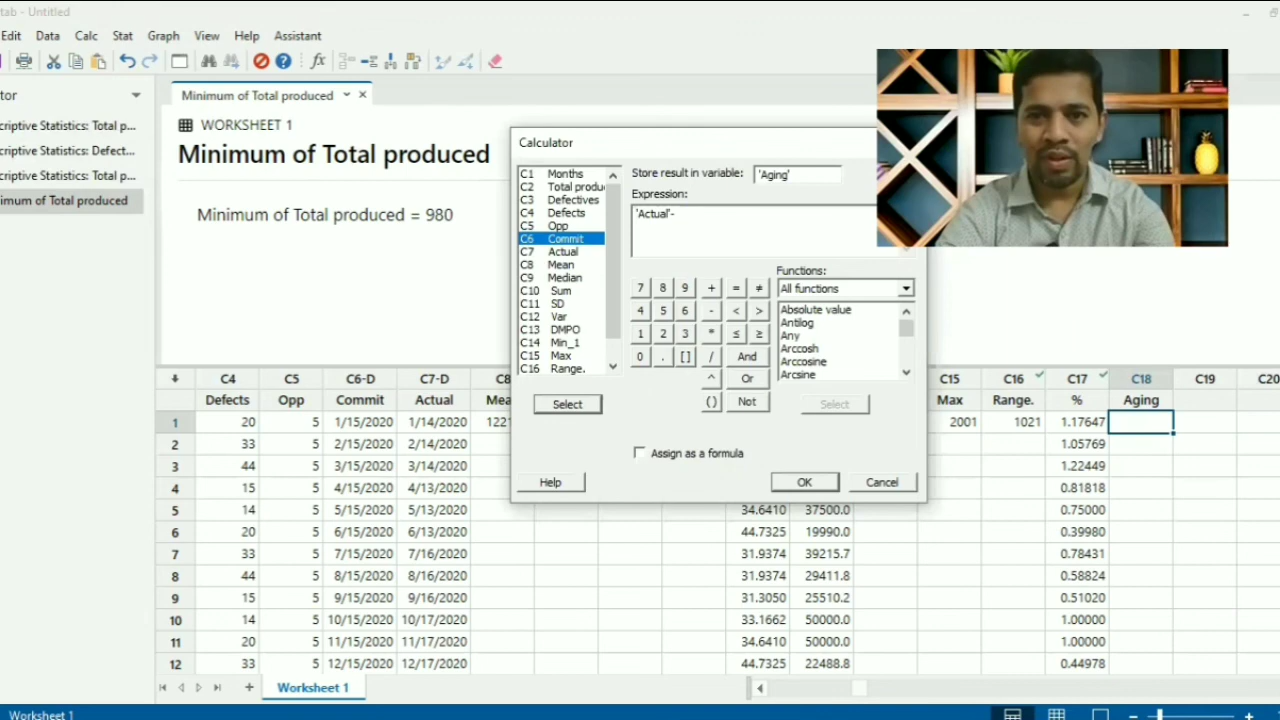 tab - Untitled
Edit Data Calc Stat Graph View Help Assistant
fx
tor
Minimum of Total produced
criptive Statistics: Total p...
criptive Statistics: Defect...
criptive Statistics: Total p...
imum of Total produced
WORKSHEET 1
Minimum of Total produced
Minimum of Total produced = 980
Calculator
C1 Months
C2 Total produ
C3 Defectives
C4 Defects
C5 Opp
C6 Commit
C7 Actual
C8 Mean
C9 Median
C10 Sum
C11 SD
C12 Var
C13 DMPO
C14 Min_1
C15 Max
C16 Range.
Select
Store result in variable: 'Aging'
Expression:
'Actual'-
7 8 9 + = ≠
4 5 6 - < >
1 2 3 * ≤ ≥
0 . [] / And
^ Or
() Not
Functions:
All functions
Absolute value
Antilog
Any
Arccosh
Arccosine
Arcsine
Select
Assign as a formula
Help OK Cancel
C4 C5 C6-D C7-D C8 C15 C16 C17 C18 C19 C20
Defects Opp Commit Actual Mea Max Range. % Aging
1 20 5 1/15/2020 1/14/2020 1221 2001 1021 1.17647
2 33 5 2/15/2020 2/14/2020 1.05769
3 44 5 3/15/2020 3/14/2020 1.22449
4 15 5 4/15/2020 4/13/2020 0.81818
5 14 5 5/15/2020 5/13/2020 34.6410 37500.0 0.75000
6 20 5 6/15/2020 6/13/2020 44.7325 19990.0 0.39980
7 33 5 7/15/2020 7/16/2020 31.9374 39215.7 0.78431
8 44 5 8/15/2020 8/16/2020 31.9374 29411.8 0.58824
9 15 5 9/15/2020 9/16/2020 31.3050 25510.2 0.51020
10 14 5 10/15/2020 10/17/2020 33.1662 50000.0 1.00000
11 20 5 11/15/2020 11/17/2020 34.6410 50000.0 1.00000
12 33 5 12/15/2020 12/17/2020 44.7325 22488.8 0.44978
Worksheet 1
Worksheet 1